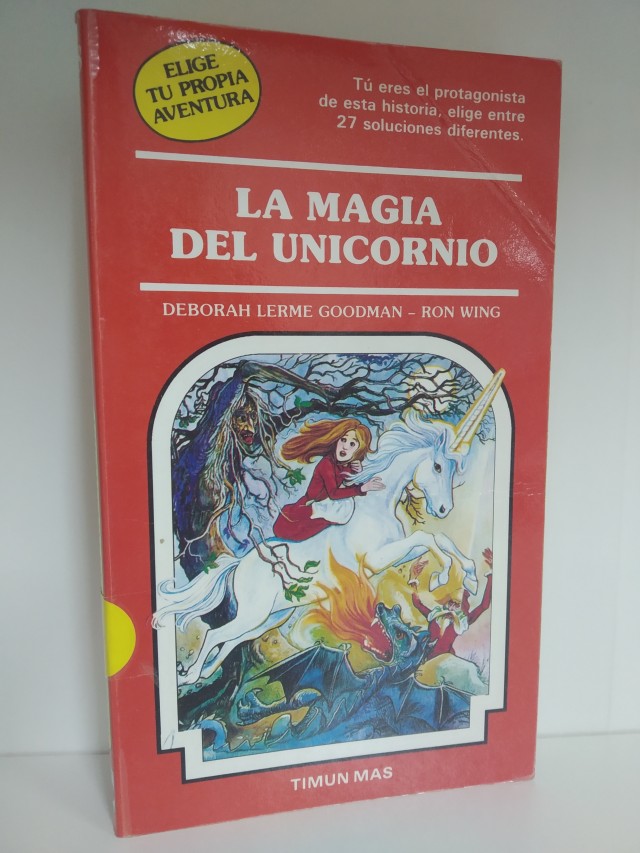 ELIGE
TU PROPIA
AVENTURA
Tú eres el protagonista
de esta historia, elige entre
27 soluciones diferentes.
LA MAGIA
DEL UNICORNIO
DEBORAH LERME GOODMAN – RON WING
TIMUN MAS